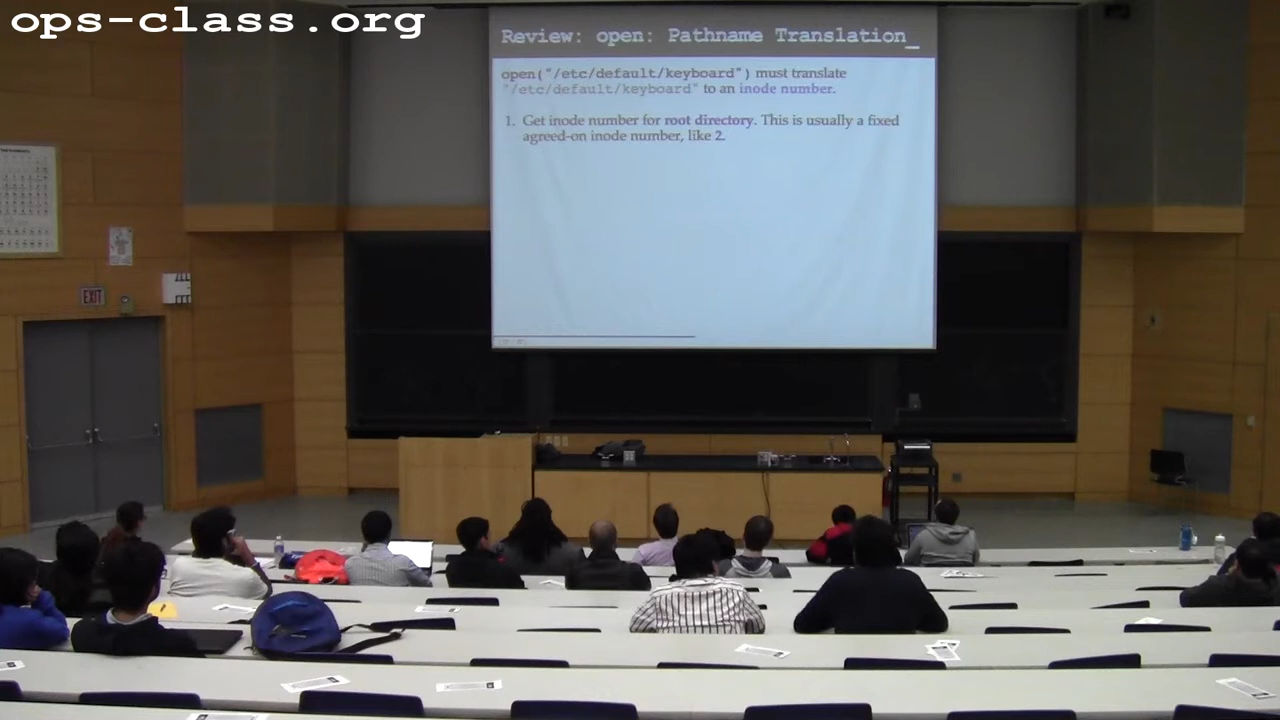 ops-class.org
Review: open: Pathname Translation_
open("/etc/default/keyboard") must translate
"/etc/default/keyboard" to an inode number.
1. Get inode number for root directory. This is usually a fixed
agreed-on inode number, like 2.
EXIT